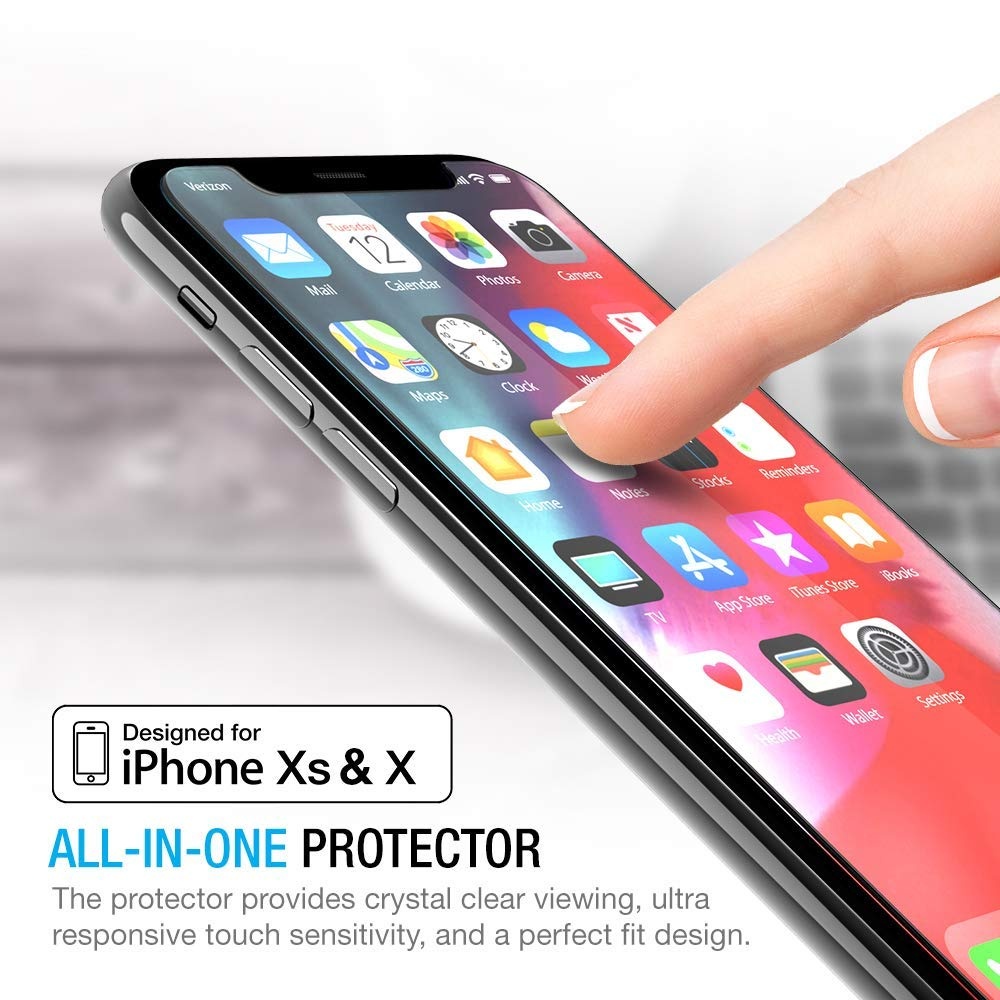 Verizon
Tuesday
12
Mail
Calendar
Photos
Camera
280
Maps
Clock
Home
Notes
Stocks
Reminders
TV
App Store
iTunes Store
iBooks
Health
Wallet
Settings
Designed for
iPhone Xs & X
ALL-IN-ONE PROTECTOR
The protector provides crystal clear viewing, ultra
responsive touch sensitivity, and a perfect fit design.